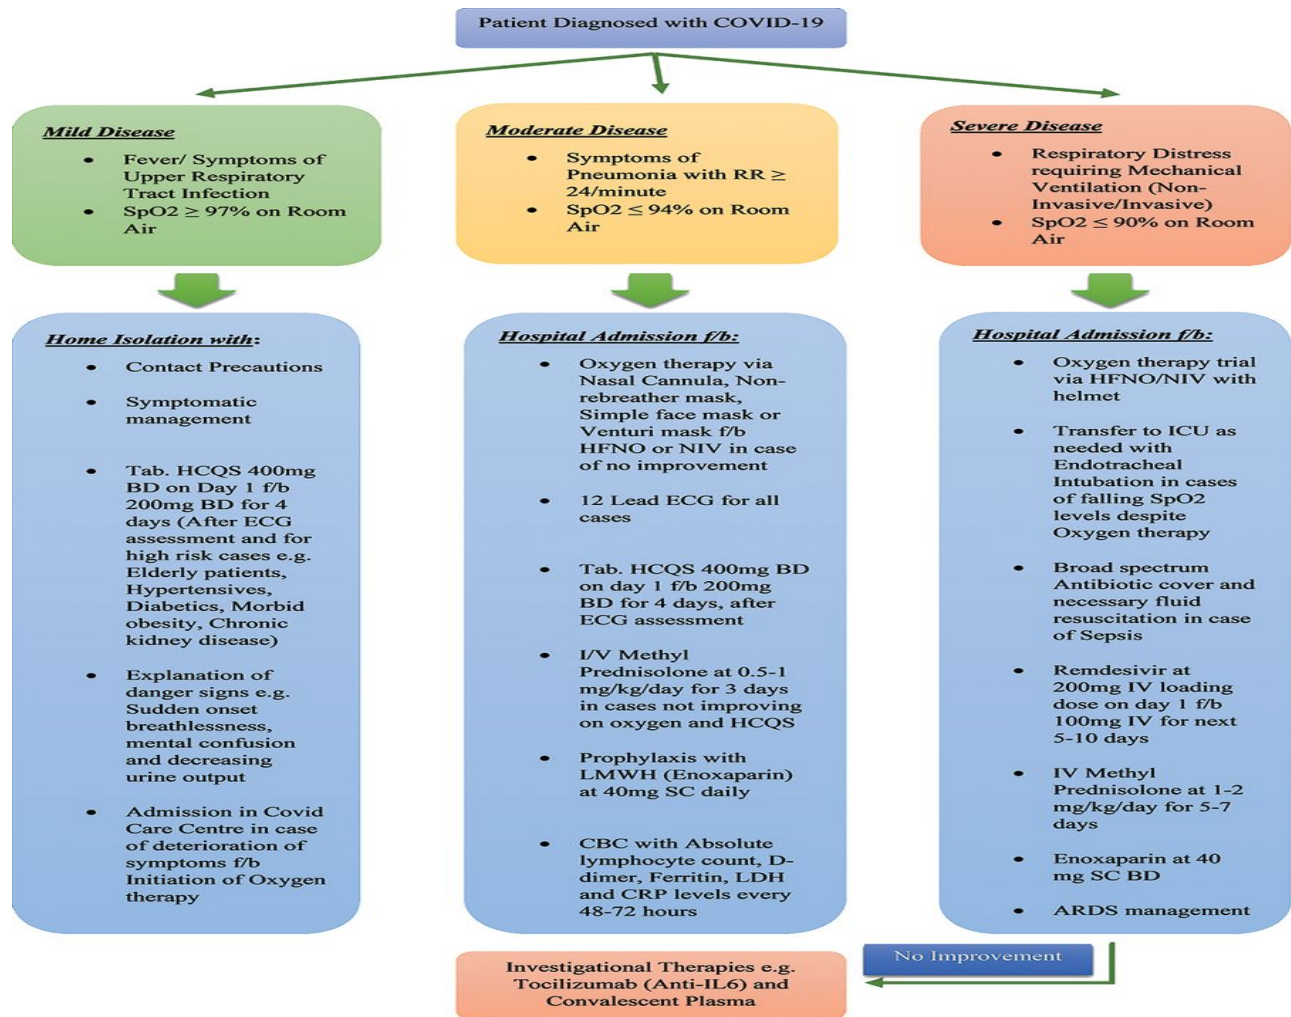 Patient Diagnosed with COVID-19
Mild Disease
● Fever/ Symptoms of
Upper Respiratory
Tract Infection
● SpO2 ≥ 97% on Room
Air
Moderate Disease
● Symptoms of
Pneumonia with RR ≥
24/minute
● SpO2 ≤ 94% on Room
Air
Severe Disease
● Respiratory Distress
requiring Mechanical
Ventilation (Non-
Invasive/Invasive)
● SpO2 ≤ 90% on Room
Air
Home Isolation with:
● Contact Precautions
● Symptomatic
management
● Tab. HCQS 400mg
BD on Day 1 f/b
200mg BD for 4
days (After ECG
assessment and for
high risk cases e.g.
Elderly patients,
Hypertensives,
Diabetics, Morbid
obesity, Chronic
kidney disease)
● Explanation of
danger signs e.g.
Sudden onset
breathlessness,
mental confusion
and decreasing
urine output
● Admission in Covid
Care Centre in case
of deterioration of
symptoms f/b
Initiation of Oxygen
therapy
Hospital Admission f/b:
● Oxygen therapy via
Nasal Cannula, Non-
rebreather mask,
Simple face mask or
Venturi mask f/b
HFNO or NIV in case
of no improvement
● 12 Lead ECG for all
cases
● Tab. HCQS 400mg BD
on day 1 f/b 200mg
BD for 4 days, after
ECG assessment
● I/V Methyl
Prednisolone at 0.5-1
mg/kg/day for 3 days
in cases not improving
on oxygen and HCQS
● Prophylaxis with
LMWH (Enoxaparin)
at 40mg SC daily
● CBC with Absolute
lymphocyte count, D-
dimer, Ferritin, LDH
and CRP levels every
48-72 hours
Hospital Admission f/b:
● Oxygen therapy trial
via HFNO/NIV with
helmet
● Transfer to ICU as
needed with
Endotracheal
Intubation in cases
of falling SpO2
levels despite
Oxygen therapy
● Broad spectrum
Antibiotic cover and
necessary fluid
resuscitation in case
of Sepsis
● Remdesivir at
200mg IV loading
dose on day 1 f/b
100mg IV for next
5-10 days
● IV Methyl
Prednisolone at 1-2
mg/kg/day for 5-7
days
● Enoxaparin at 40
mg SC BD
● ARDS management
No Improvement
Investigational Therapies e.g.
Tocilizumab (Anti-IL6) and
Convalescent Plasma